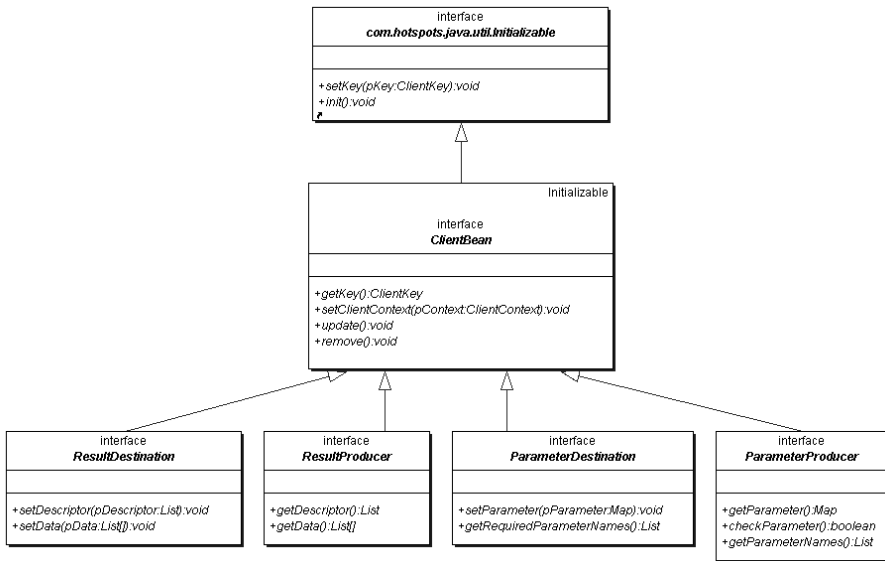 interface
com.hotspots.java.util.Initializable
+setKey(pKey:ClientKey):void
+init():void
Initializable
interface
ClientBean
+getKey():ClientKey
+setClientContext(pContext:ClientContext):void
+update():void
+remove():void
interface
ResultDestination
+setDescriptor(pDescriptor:List):void
+setData(pData:List[]):void
interface
ResultProducer
+getDescriptor():List
+getData():List[]
interface
ParameterDestination
+setParameter(pParameter:Map):void
+getRequiredParameterNames():List
interface
ParameterProducer
+getParameter():Map
+checkParameter():boolean
+getParameterNames():List